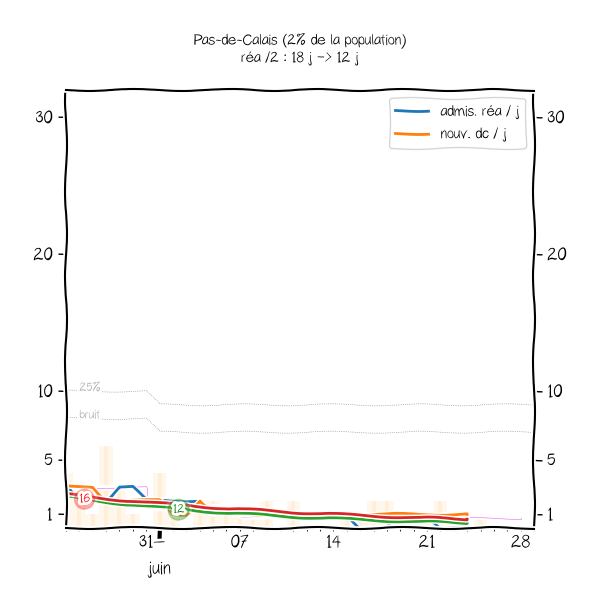 Pas-de-Calais (2% de la population)
réa /2 : 18 j -> 12 j
admis. réa / j
nouv. dc / j
30
30
20
20
10
10
25%
bruit
5
5
16
12
1
1
31 07 14 21 28
juin